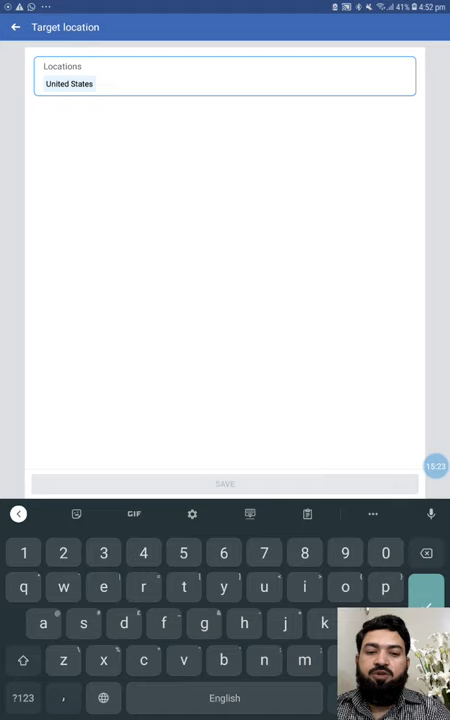 41% 4:52 pm
Target location
Locations
United States
15:23
SAVE
GIF
1 2 3 4 5 6 7 8 9 0
q w e r t y u i o p
a s d f g h j k
z x c v b n m
?123 , English